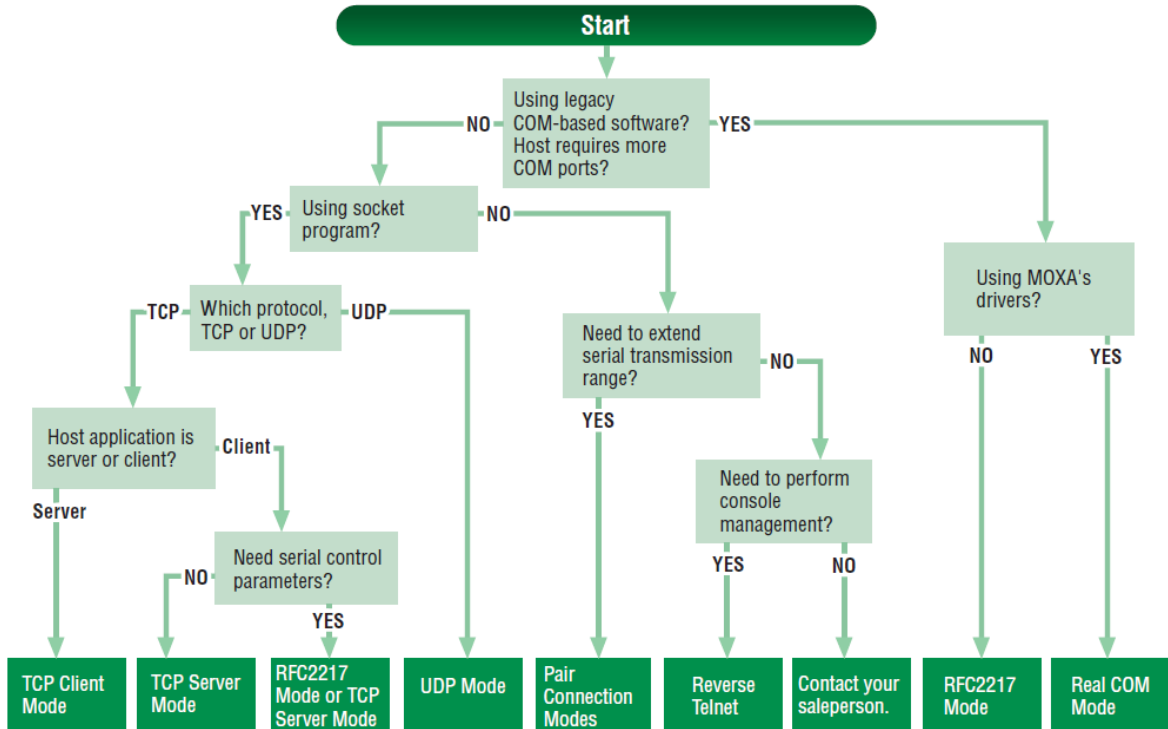 Start
Using legacy
COM-based software?
Host requires more
COM ports?
NO
YES
Using socket
program?
YES
NO
Using MOXA's
drivers?
Which protocol,
TCP or UDP?
TCP
UDP
Need to extend
serial transmission
range?
NO
YES
NO
YES
Host application is
server or client?
Client
Server
Need to perform
console
management?
YES
NO
Need serial control
parameters?
NO
YES
TCP Client
Mode
TCP Server
Mode
RFC2217
Mode or TCP
Server Mode
UDP Mode
Pair
Connection
Modes
Reverse
Telnet
Contact your
saleperson.
RFC2217
Mode
Real COM
Mode